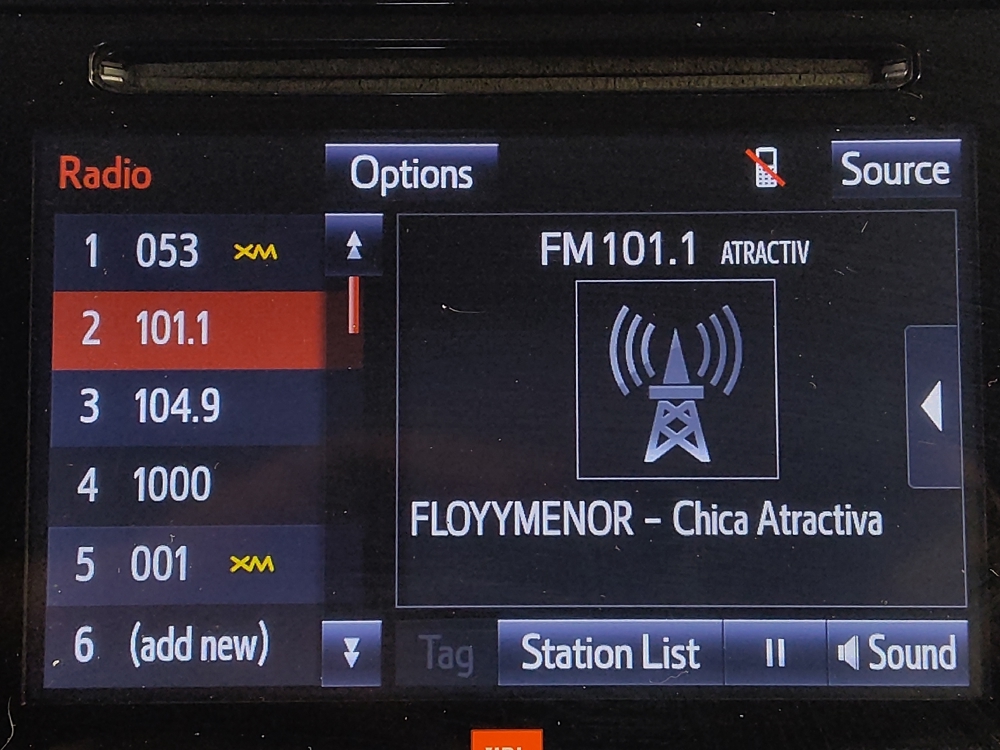 Radio
Options
Source
1 053 XM
2 101.1
3 104.9
4 1000
5 001 XM
6 (add new)
FM 101.1 ATRACTIV
FLOYYMENOR - Chica Atractiva
Tag
Station List
Sound